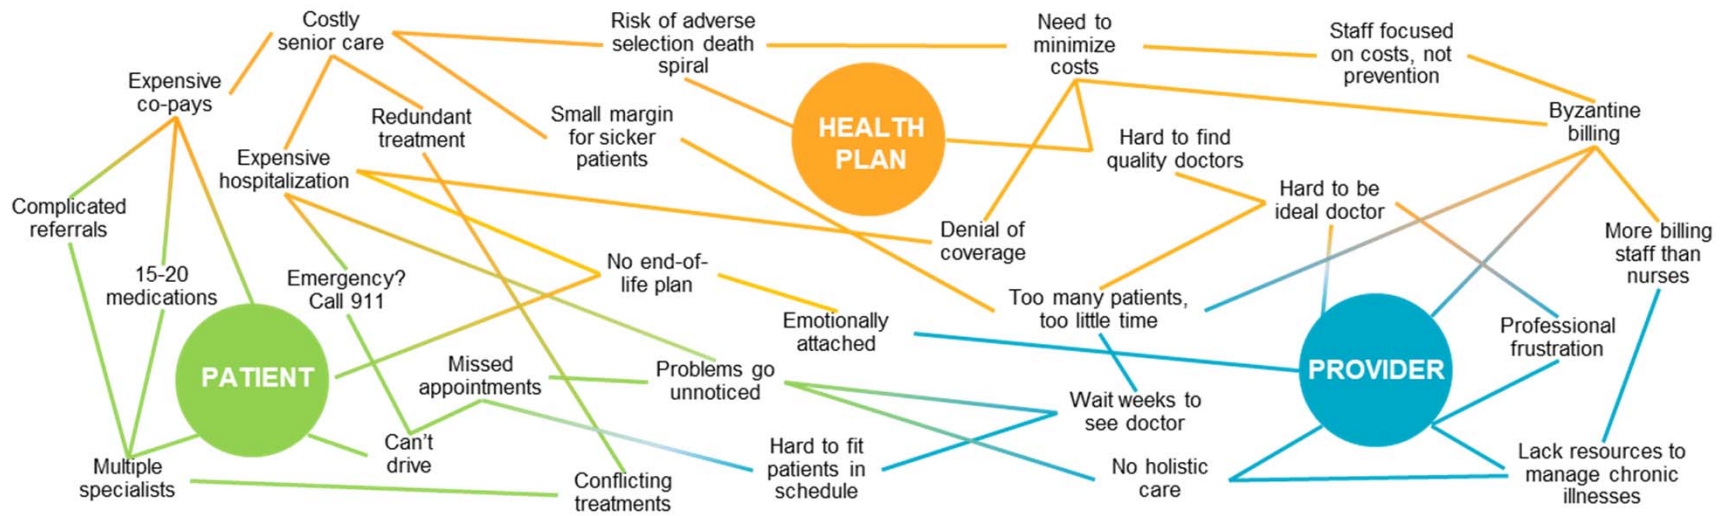 Costly
senior care
Risk of adverse
selection death
spiral
Need to
minimize
costs
Staff focused
on costs, not
prevention
Expensive
co-pays
Redundant
treatment
Small margin
for sicker
patients
HEALTH
PLAN
Hard to find
quality doctors
Byzantine
billing
Expensive
hospitalization
Complicated
referrals
Hard to be
ideal doctor
Denial of
coverage
More billing
staff than
nurses
15-20
medications
Emergency?
Call 911
No end-of-
life plan
Too many patients,
too little time
Emotionally
attached
Professional
frustration
PATIENT
Missed
appointments
Problems go
unnoticed
PROVIDER
Wait weeks to
see doctor
Can't
drive
Hard to fit
patients in
schedule
Multiple
specialists
Conflicting
treatments
No holistic
care
Lack resources to
manage chronic
illnesses